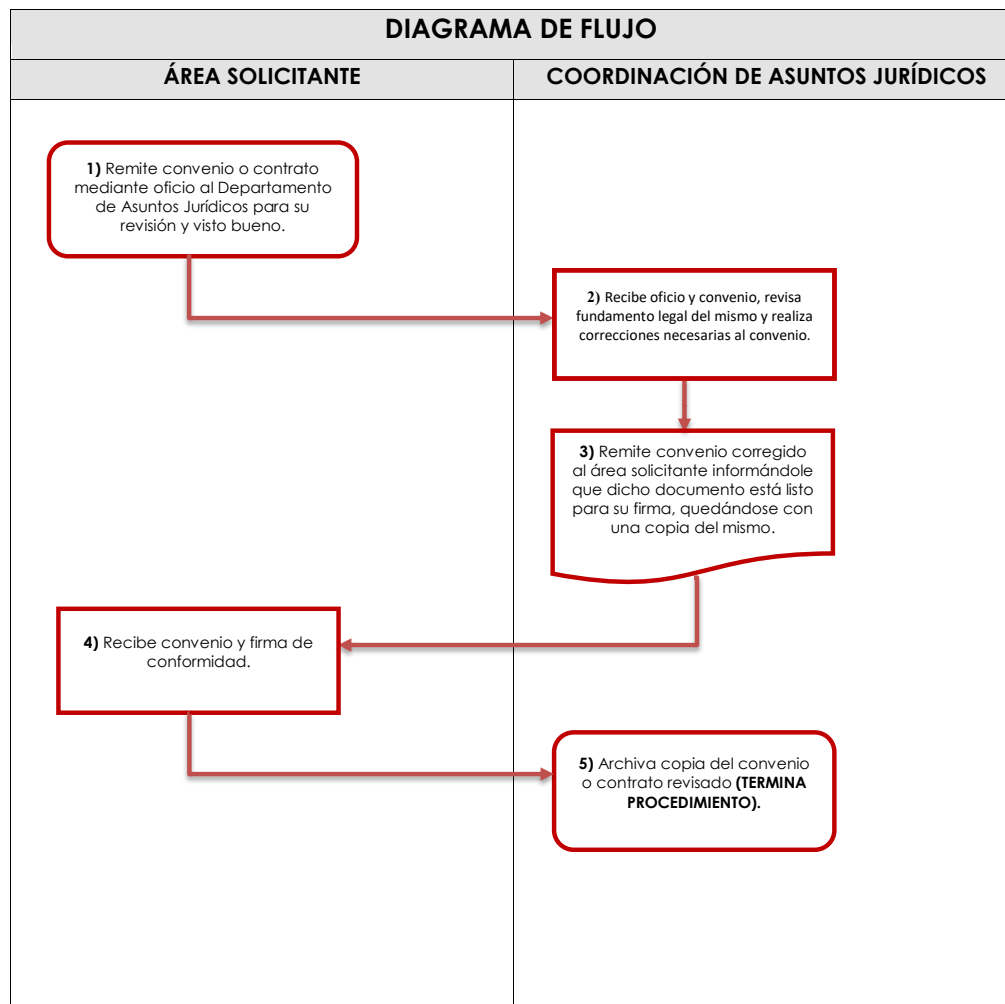 DIAGRAMA DE FLUJO
ÁREA SOLICITANTE
COORDINACIÓN DE ASUNTOS JURÍDICOS
1) Remite convenio o contrato
mediante oficio al Departamento
de Asuntos Jurídicos para su
revisión y visto bueno.
2) Recibe oficio y convenio, revisa
fundamento legal del mismo y realiza
correcciones necesarias al convenio.
3) Remite convenio corregido
al área solicitante informándole
que dicho documento está listo
para su firma, quedándose con
una copia del mismo.
4) Recibe convenio y firma de
conformidad.
5) Archiva copia del convenio
o contrato revisado (TERMINA
PROCEDIMIENTO).